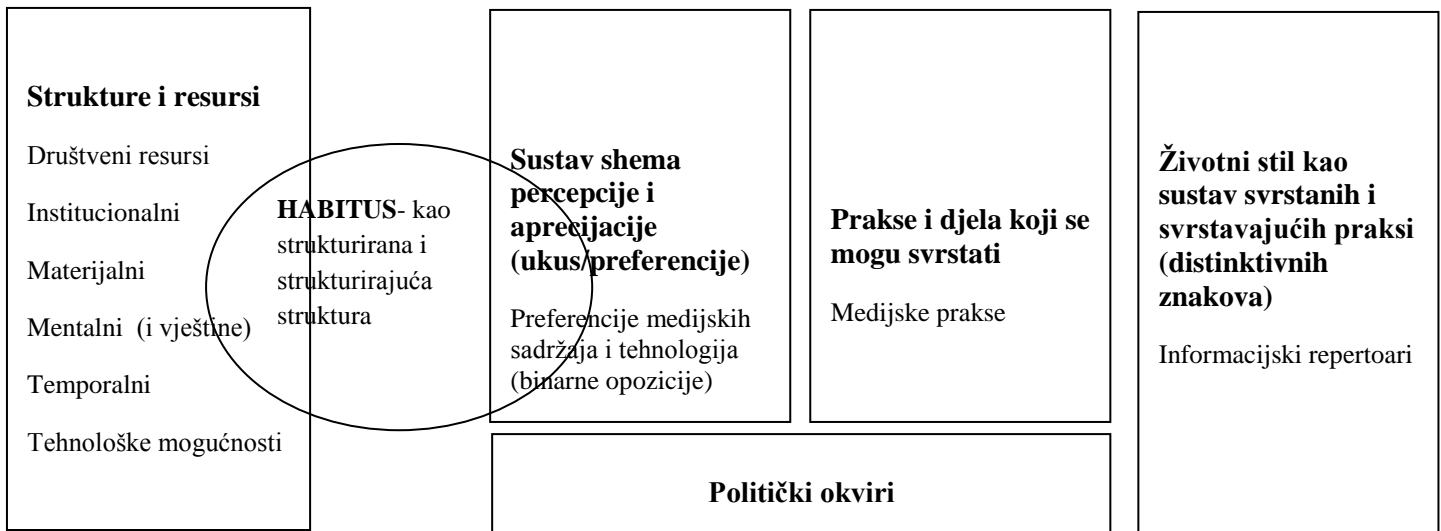 Strukture i resursi
Društveni resursi
Institucionalni
Materijalni
Mentalni (i vještine)
Temporalni
Tehnološke mogućnosti
HABITUS- kao
strukturirana i
strukturirajuća
struktura
Sustav shema
percepcije i
aprecijacije
(ukus/preferencije)
Preferencije medijskih
sadržaja i tehnologija
(binarne opozicije)
Prakse i djela koji se
mogu svrstati
Medijske prakse
Životni stil kao
sustav svrstanih i
svrstavajućih praksi
(distinktivnih
znakova)
Informacijski repertoari
Politički okviri